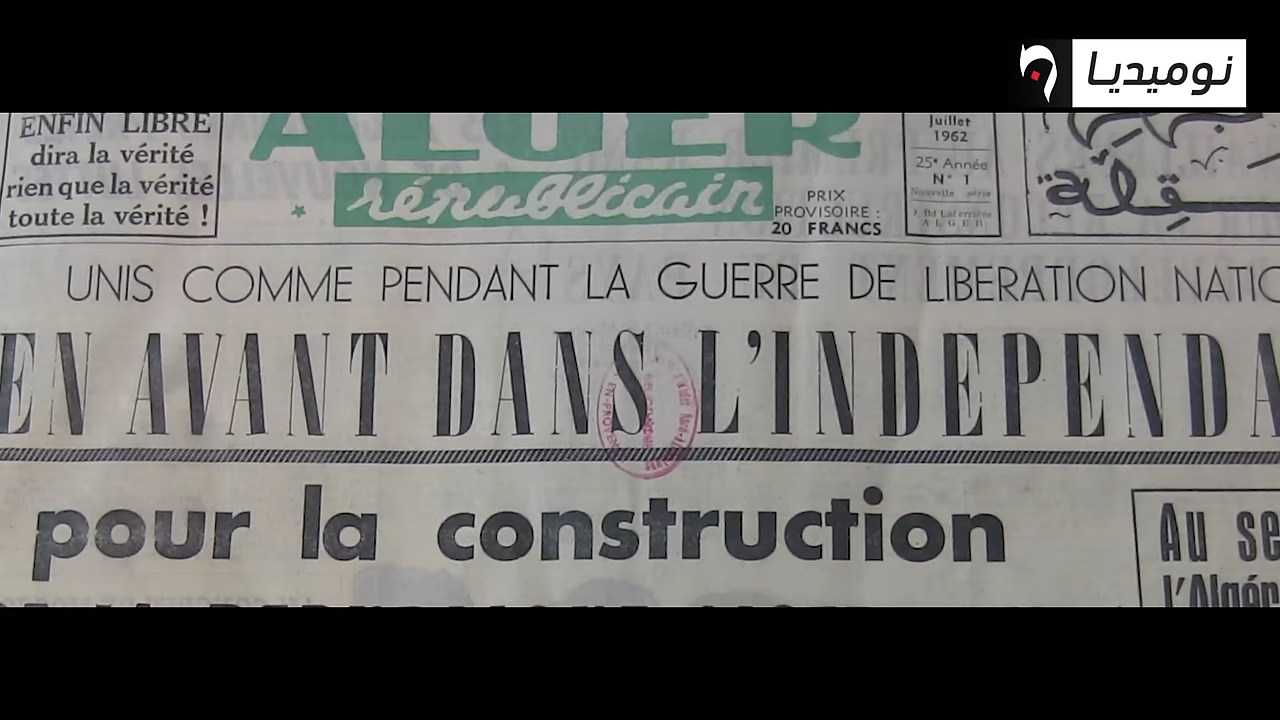 نوميديا
ENFIN LIBRE
dira la vérité
rien que la vérité
toute la vérité !
ALGER
républicain
PRIX
PROVISOIRE :
20 FRANCS
Juillet
1962
25e Année
N° 1
Nouvelle série
ALGER
UNIS COMME PENDANT LA GUERRE DE LIBERATION NATIO
EN AVANT DANS L'INDEPENDA
pour la construction
Au se
l'Algér